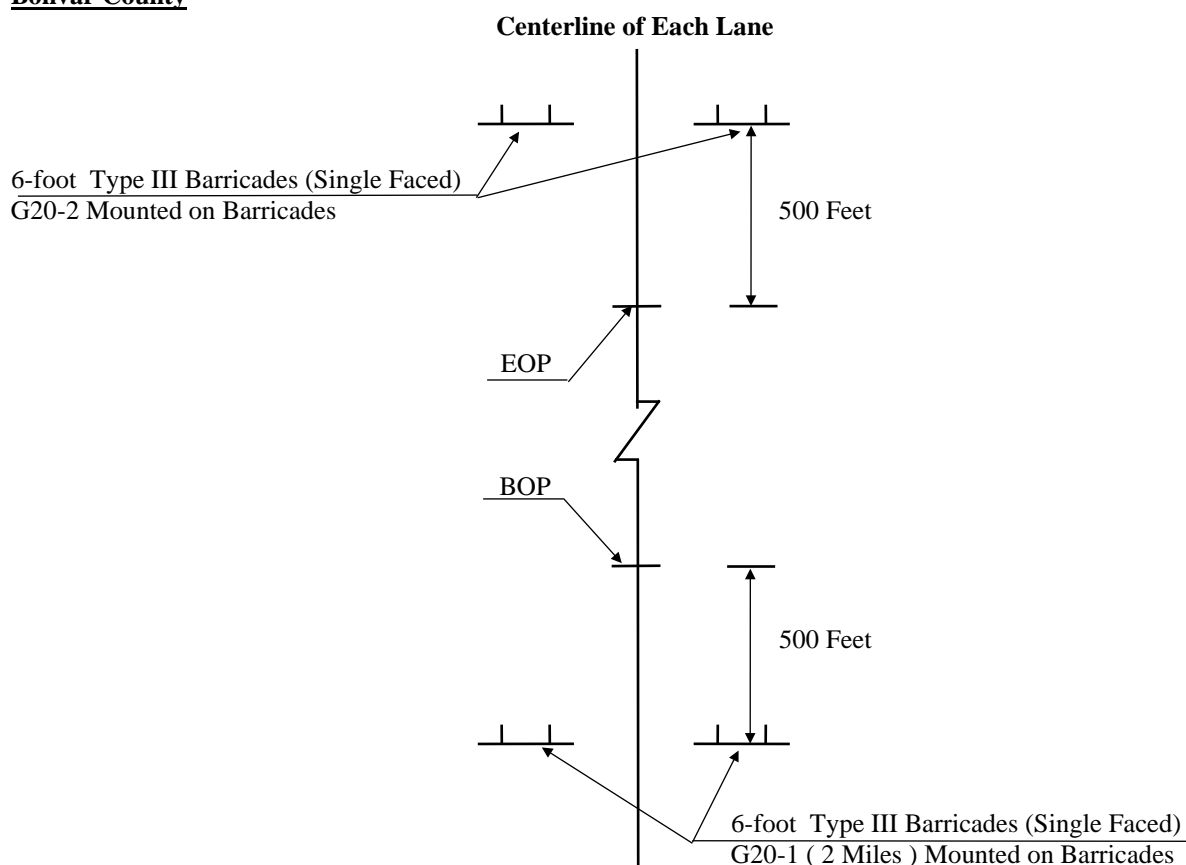 Bolivar County
Centerline of Each Lane
6-foot Type III Barricades (Single Faced)
G20-2 Mounted on Barricades
500 Feet
EOP
BOP
500 Feet
6-foot Type III Barricades (Single Faced)
G20-1 ( 2 Miles ) Mounted on Barricades